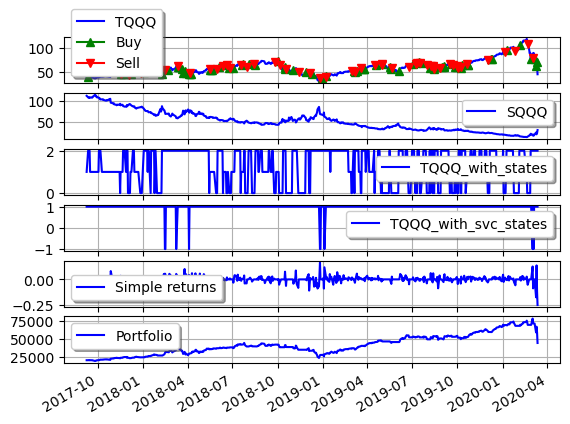 TQQQ
Buy
Sell
100
50
SQQQ
100
50
TQQQ_with_states
2
0
TQQQ_with_svc_states
1
0
−1
Simple returns
0.00
−0.25
Portfolio
75000
50000
25000
2017-10 2018-01 2018-04 2018-07 2018-10 2019-01 2019-04 2019-07 2019-10 2020-01 2020-04